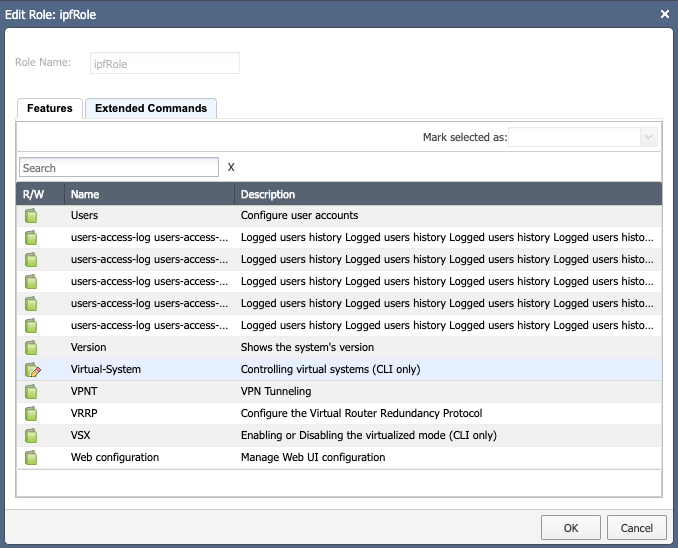 Edit Role: ipfRole
Role Name: ipfRole
Features Extended Commands
Mark selected as:
Search X
R/W Name Description
Users Configure user accounts
users-access-log users-access-... Logged users history Logged users history Logged users history Logged users histo...
users-access-log users-access-... Logged users history Logged users history Logged users history Logged users histo...
users-access-log users-access-... Logged users history Logged users history Logged users history Logged users histo...
users-access-log users-access-... Logged users history Logged users history Logged users history Logged users histo...
users-access-log users-access-... Logged users history Logged users history Logged users history Logged users histo...
Version Shows the system's version
Virtual-System Controlling virtual systems (CLI only)
VPNT VPN Tunneling
VRRP Configure the Virtual Router Redundancy Protocol
VSX Enabling or Disabling the virtualized mode (CLI only)
Web configuration Manage Web UI configuration
OK Cancel